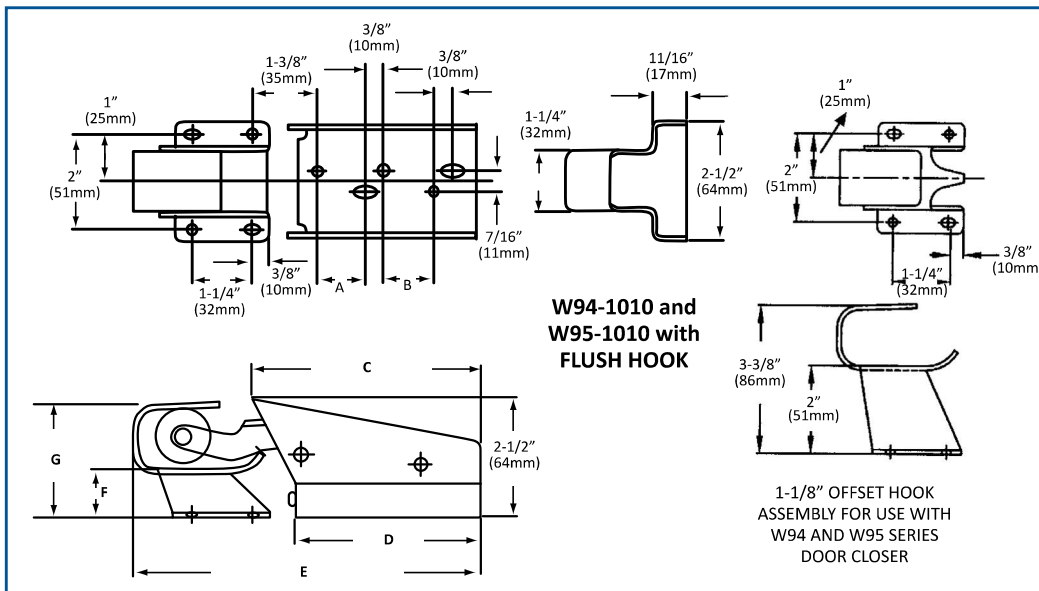 3/8”
(10mm)
1-3/8”
(35mm)
3/8”
(10mm)
1”
(25mm)
2”
(51mm)
1-1/4”
(32mm)
3/8”
(10mm)
A
B
7/16”
(11mm)
11/16”
(17mm)
1-1/4”
(32mm)
2-1/2”
(64mm)
1”
(25mm)
2”
(51mm)
1-1/4”
(32mm)
3/8”
(10mm
W94-1010 and
W95-1010 with
FLUSH HOOK
C
G
F
2-1/2”
(64mm)
D
E
3-3/8”
(86mm)
2”
(51mm)
1-1/8” OFFSET HOOK
ASSEMBLY FOR USE WITH
W94 AND W95 SERIES
DOOR CLOSER